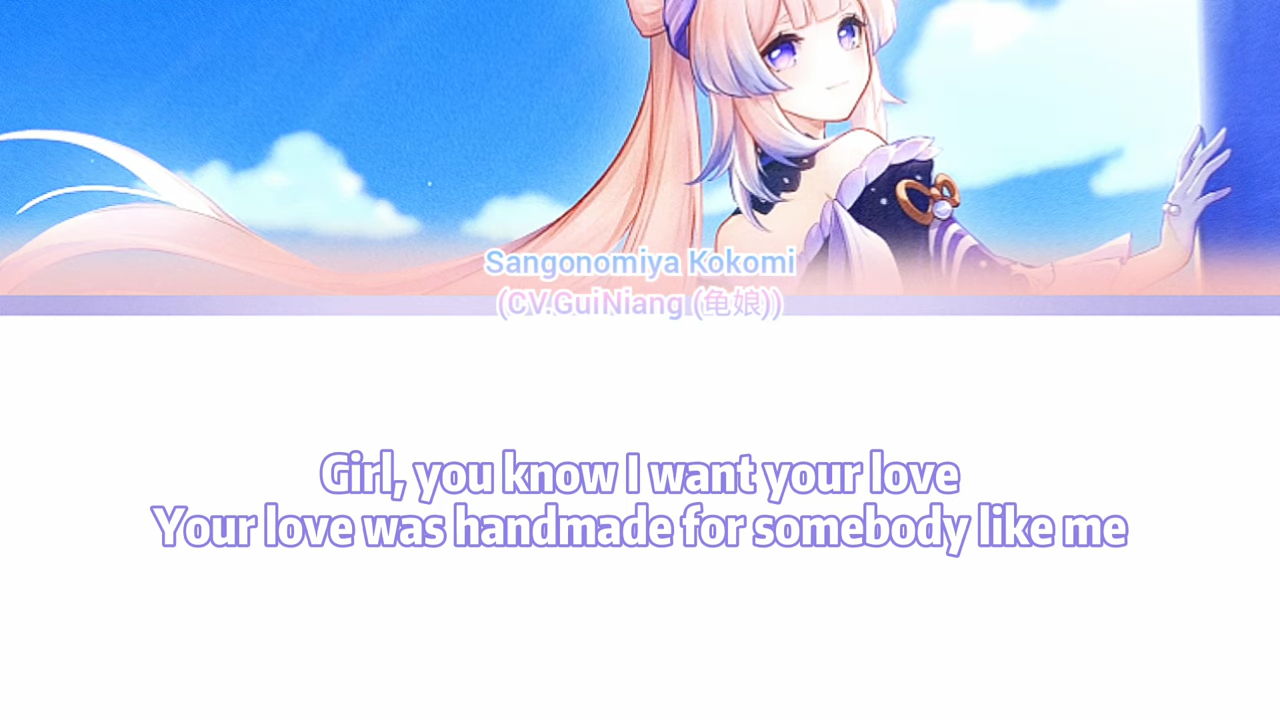 Sangonomiya Kokomi
(CV.GuiNiang (龟娘))
Girl, you know I want your love
Your love was handmade for somebody like me